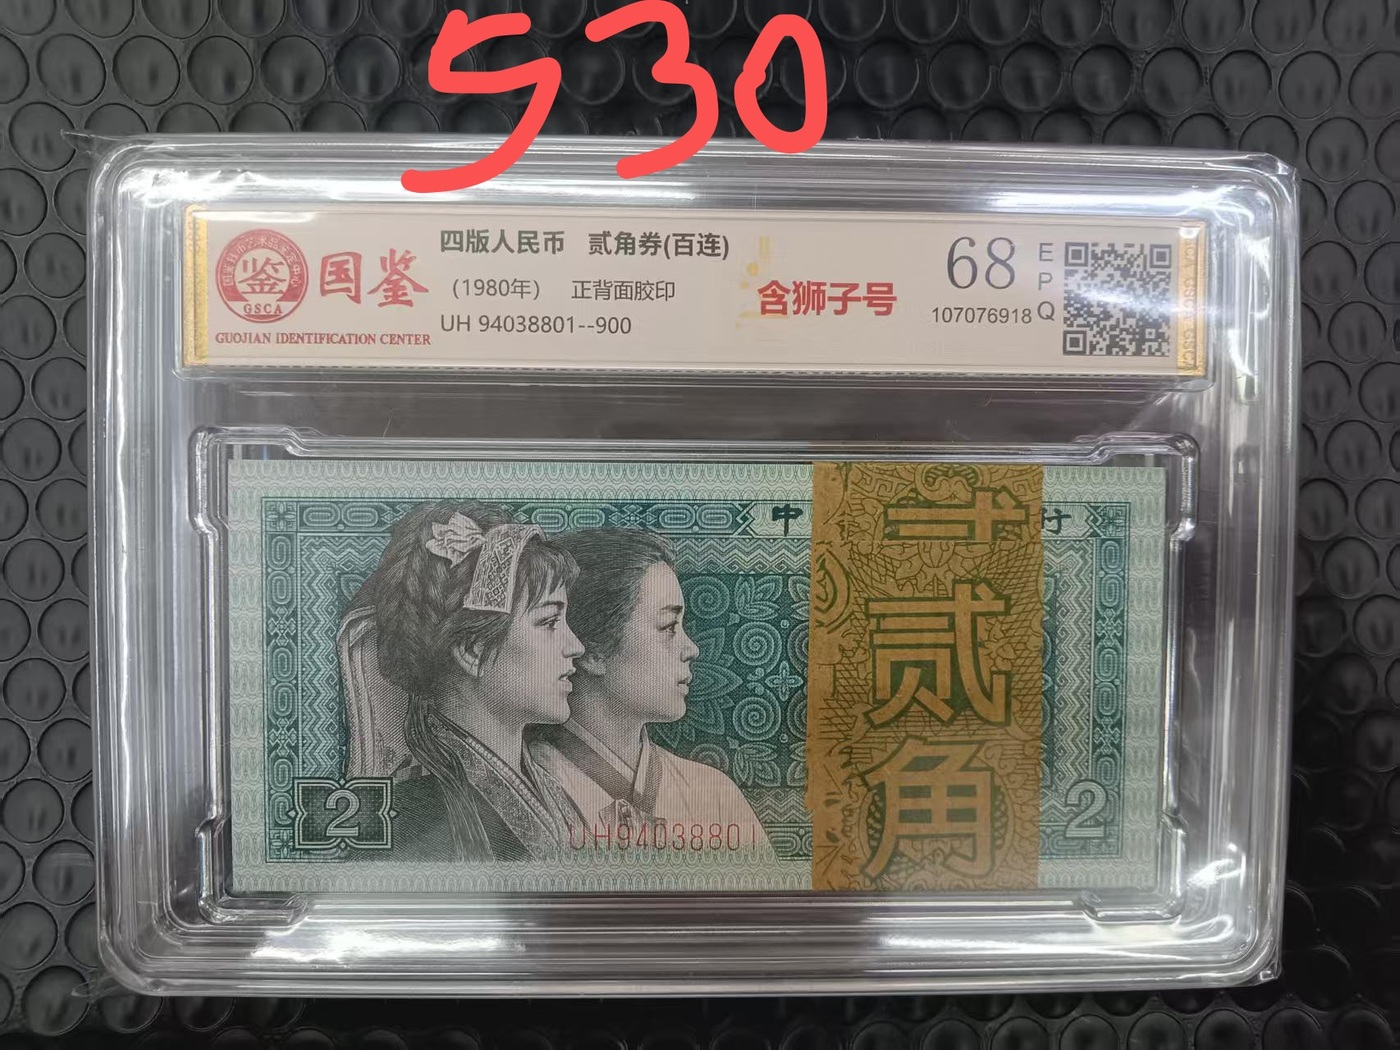 530
国鉴
鉴
GSCA
GUOJIAN IDENTIFICATION CENTER
四版人民币 贰角券(百连)
(1980年) 正背面胶印
UH 94038801--900
含狮子号
68
EPQ
107076918
中 行
贰角
2
UH94038801
2